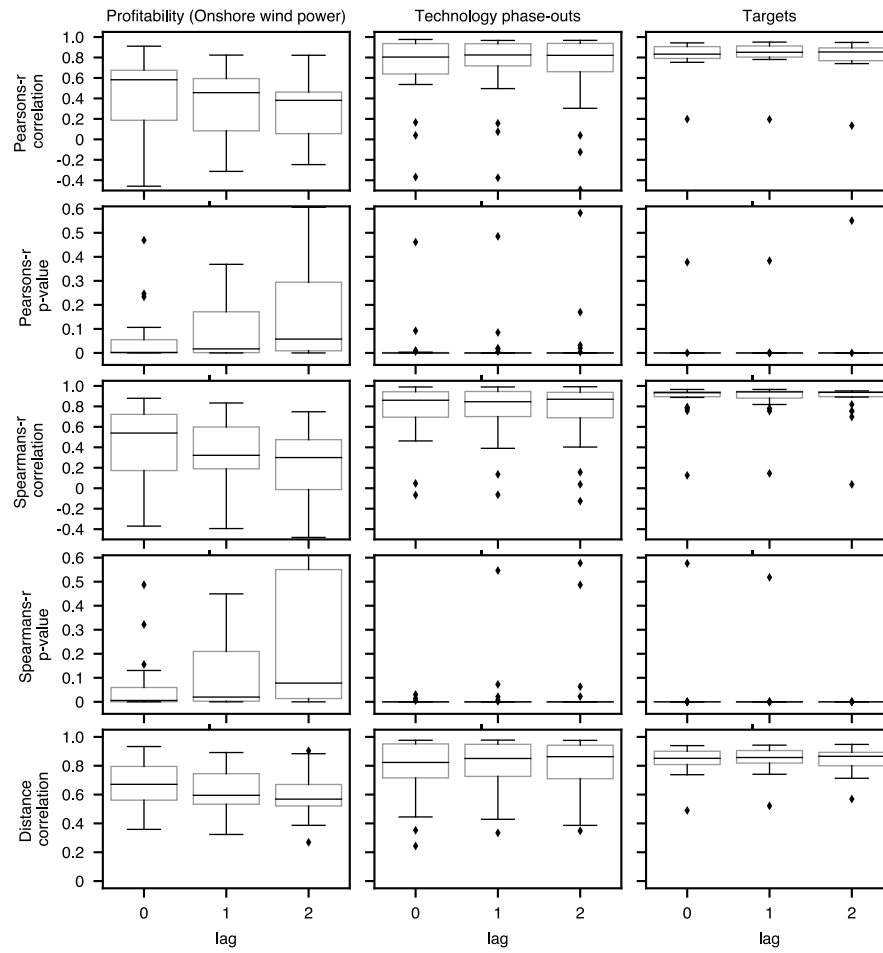 Profitability (Onshore wind power) Technology phase-outs Targets
Pearsons-r
correlation
1.0
0.8
0.6
0.4
0.2
0
-0.2
-0.4
Pearsons-r
p-value
0.6
0.5
0.4
0.3
0.2
0.1
0
Spearmans-r
correlation
1.0
0.8
0.6
0.4
0.2
0
-0.2
-0.4
Spearmans-r
p-value
0.6
0.5
0.4
0.3
0.2
0.1
0
Distance
correlation
1.0
0.8
0.6
0.4
0.2
0
0 1 2 0 1 2 0 1 2
lag lag lag